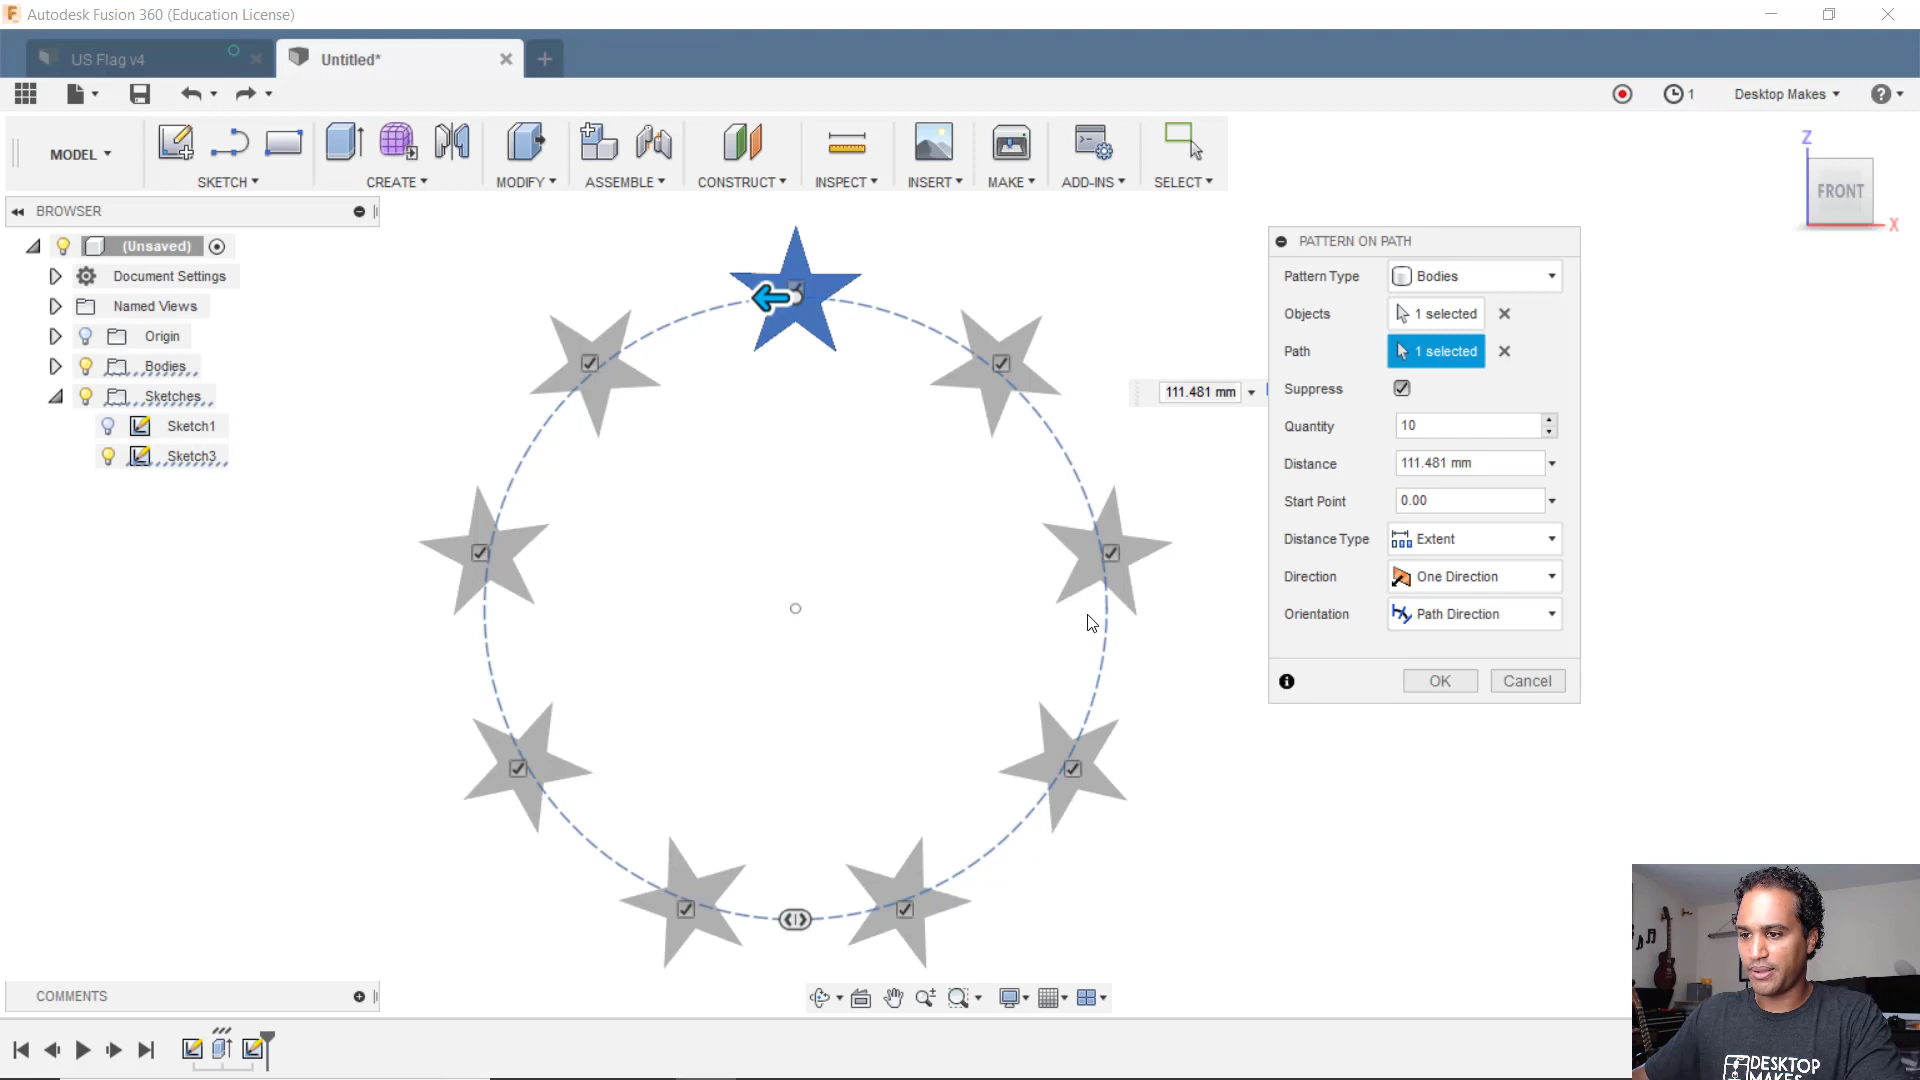 Autodesk Fusion 360 (Education License)
US Flag v4
Untitled*
1
Desktop Makes
MODEL
SKETCH
CREATE
MODIFY
ASSEMBLE
CONSTRUCT
INSPECT
INSERT
MAKE
ADD-INS
SELECT
Z
FRONT
X
BROWSER
(Unsaved)
Document Settings
Named Views
Origin
Bodies
Sketches
Sketch1
Sketch3
111.481 mm
PATTERN ON PATH
Pattern Type Bodies
Objects 1 selected
Path 1 selected
Suppress
Quantity 10
Distance 111.481 mm
Start Point 0.00
Distance Type Extent
Direction One Direction
Orientation Path Direction
OK Cancel
COMMENTS
DESKTOP
MAKES